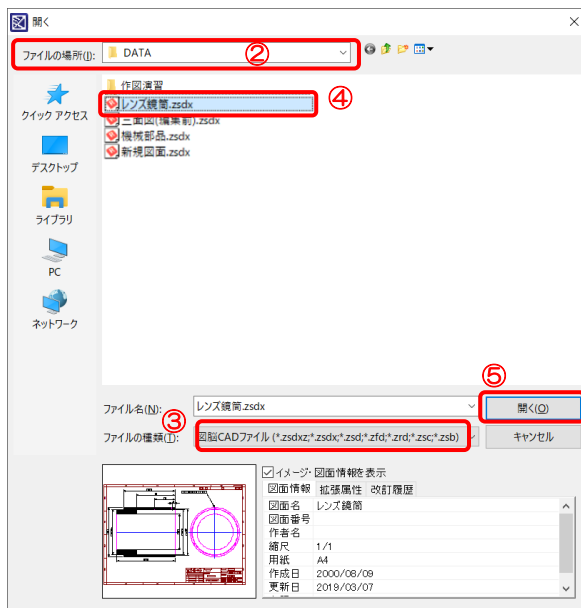 開く
ファイルの場所(I):
DATA
②
作図演習
レンズ鏡筒.zsdx
④
三面図(編集前).zsdx
機械部品.zsdx
新規図面.zsdx
クイック アクセス
デスクトップ
ライブラリ
PC
ネットワーク
⑤
ファイル名(N):
レンズ鏡筒.zsdx
開く(O)
③
ファイルの種類(T):
図脳CADファイル (*.zsdxz;*.zsdx;*.zsd;*.zfd;*.zrd;*.zsc;*.zsb)
キャンセル
イメージ・図面情報を表示
図面情報 拡張属性 改訂履歴
図面名 レンズ鏡筒
図面番号
作者名
縮尺 1/1
用紙 A4
作成日 2000/08/09
更新日 2019/03/07